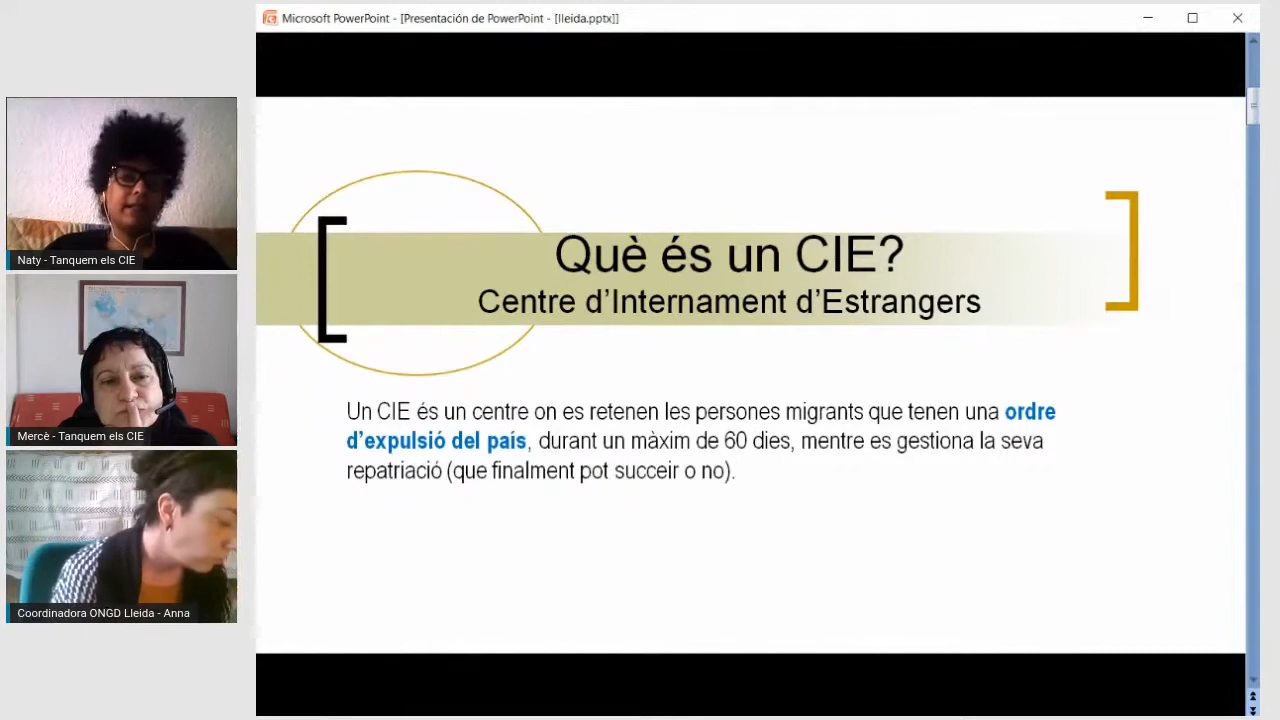 Microsoft PowerPoint - [Presentación de PowerPoint - [lleida.pptx]]
Naty - Tanquem els CIE
Mercè - Tanquem els CIE
Coordinadora ONGD Lleida - Anna
Què és un CIE?
Centre d’Internament d’Estrangers
Un CIE és un centre on es retenen les persones migrants que tenen una ordre
d’expulsió del país, durant un màxim de 60 dies, mentre es gestiona la seva
repatriació (que finalment pot succeir o no).